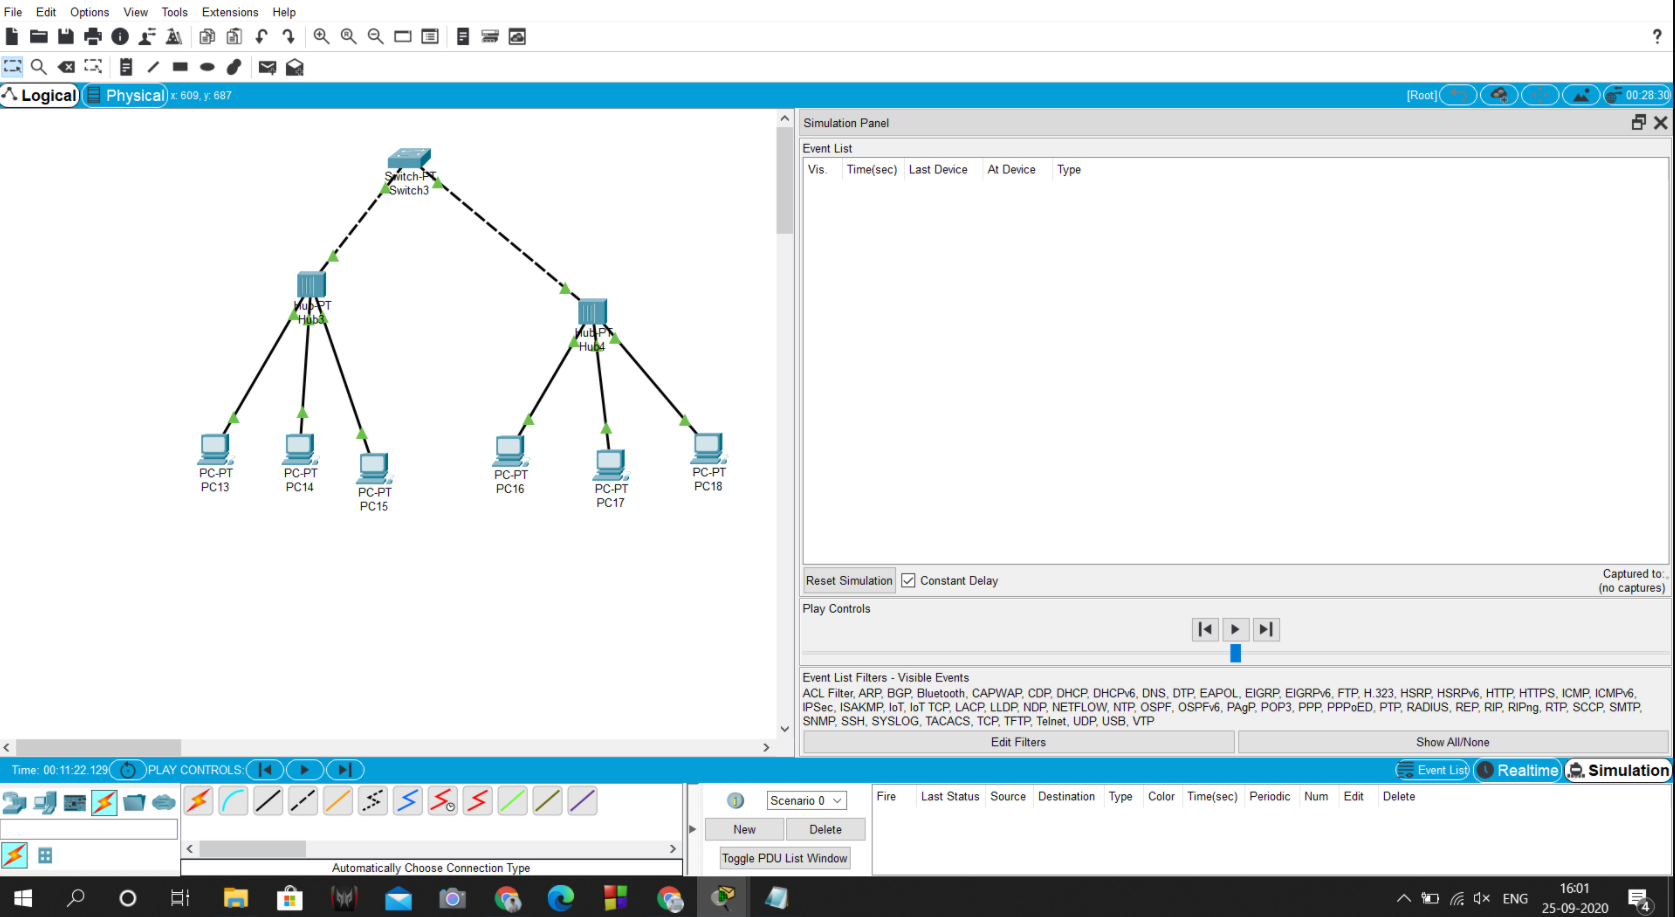 File Edit Options View Tools Extensions Help
?
Logical Physical x: 609, y: 687
[Root] 00:28:30
Switch-PT
Switch3
Hub-PT
Hub3
Hub-PT
Hub4
PC-PT
PC13
PC-PT
PC14
PC-PT
PC15
PC-PT
PC16
PC-PT
PC17
PC-PT
PC18
Simulation Panel
Event List
Vis. Time(sec) Last Device At Device Type
Reset Simulation Constant Delay
Captured to:
(no captures)
Play Controls
Event List Filters - Visible Events
ACL Filter, ARP, BGP, Bluetooth, CAPWAP, CDP, DHCP, DHCPv6, DNS, DTP, EAPOL, EIGRP, EIGRPv6, FTP, H.323, HSRP, HSRPv6, HTTP, HTTPS, ICMP, ICMPv6,
IPSec, ISAKMP, IoT, IoT TCP, LACP, LLDP, NDP, NETFLOW, NTP, OSPF, OSPFv6, PAgP, POP3, PPP, PPPoED, PTP, RADIUS, REP, RIP, RIPng, RTP, SCCP, SMTP,
SNMP, SSH, SYSLOG, TACACS, TCP, TFTP, Telnet, UDP, USB, VTP
Edit Filters Show All/None
Time: 00:11:22.129 PLAY CONTROLS:
Event List Realtime Simulation
Scenario 0
New Delete
Toggle PDU List Window
Fire Last Status Source Destination Type Color Time(sec) Periodic Num Edit Delete
Automatically Choose Connection Type
ENG
16:01
25-09-2020
4